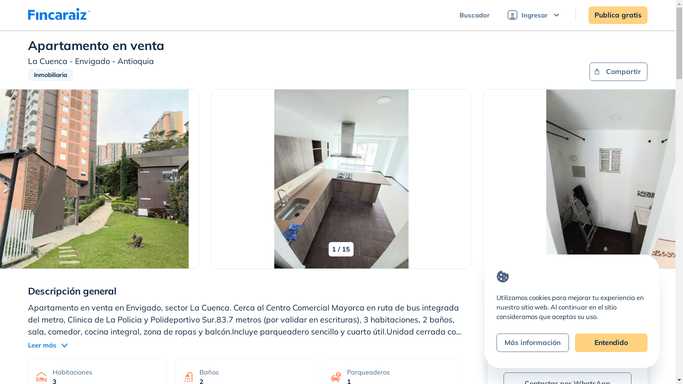 Fincaraiz
Buscador
Ingresar
Publica gratis
Apartamento en venta
La Cuenca - Envigado - Antioquia
Inmobiliaria
Compartir
1 / 15
Descripción general
Apartamento en venta en Envigado, sector La Cuenca. Cerca al Centro Comercial Mayorca en ruta de bus integrada
del metro, Clínica de La Policía y Polideportivo Sur.83.7 metros (por validar en escrituras), 3 habitaciones, 2 baños,
sala, comedor, cocina integral, zona de ropas y balcón.Incluye parqueadero sencillo y cuarto útil.Unidad cerrada co...
Leer más
Habitaciones
3
Baños
2
Parqueaderos
1
Utilizamos cookies para mejorar tu experiencia en
nuestro sitio web. Al continuar en el sitio
consideramos que aceptas su uso.
Más información
Entendido
Contactar por WhatsApp